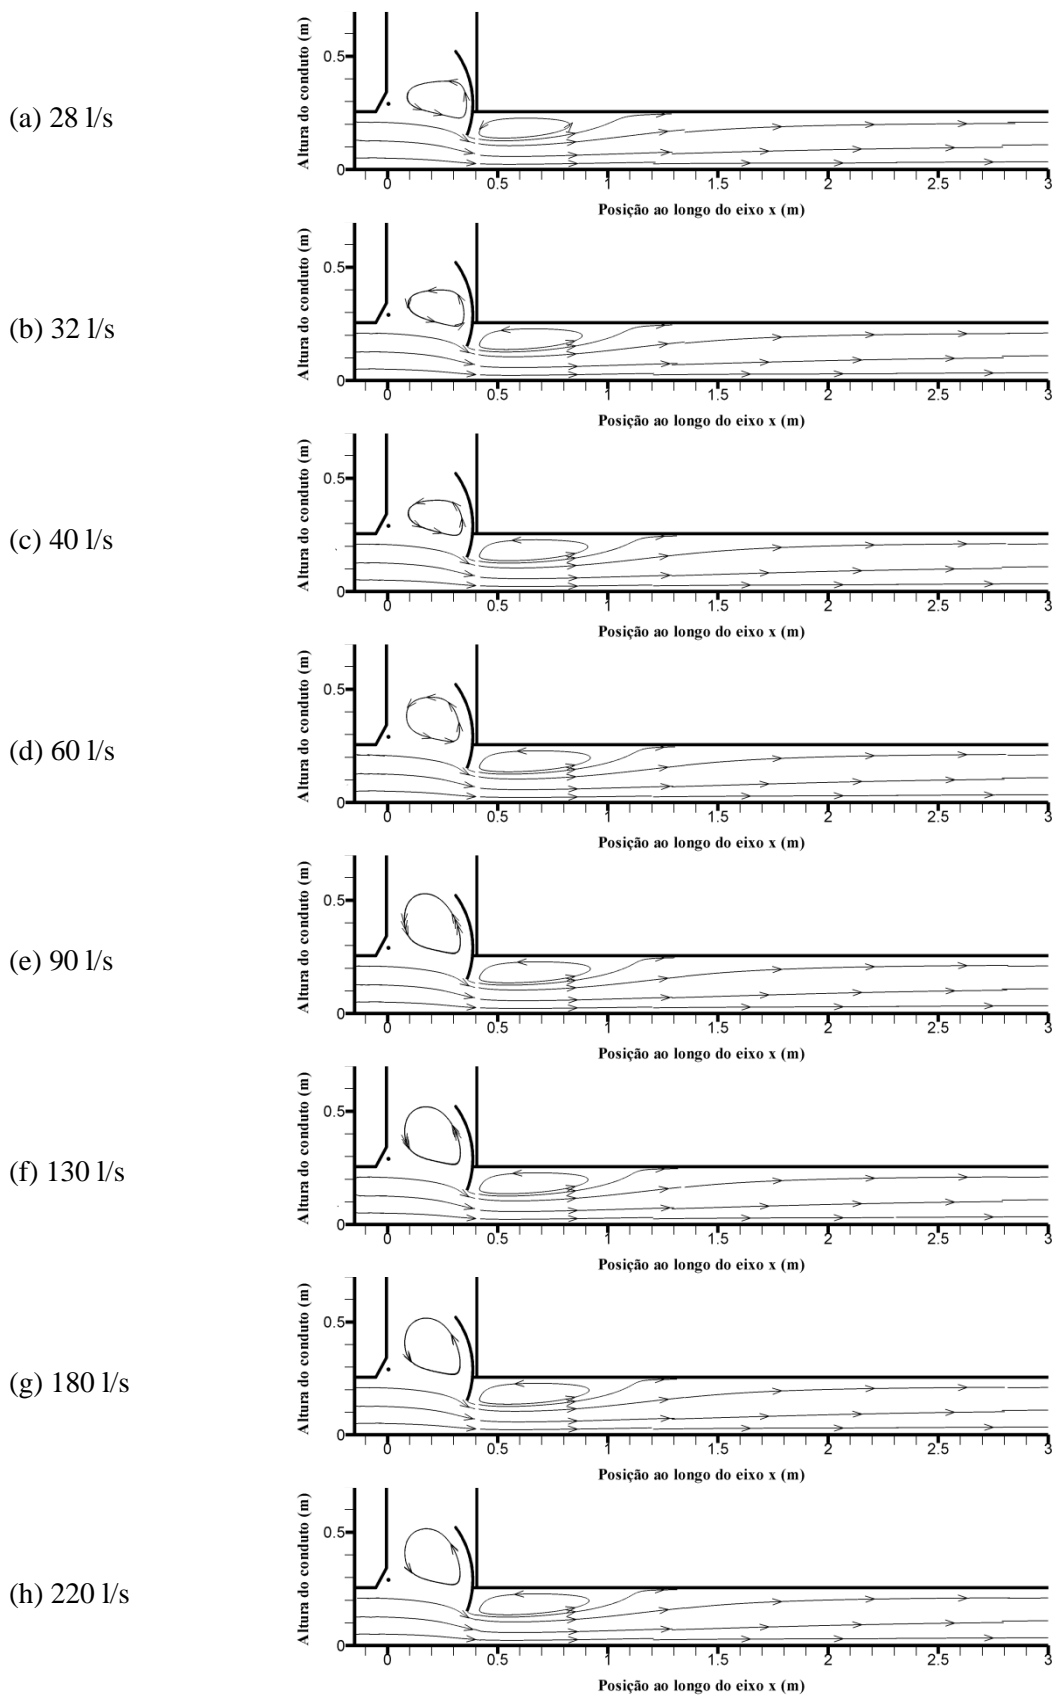 (a) 28 l/s
Altura do conduto (m)
0.5
0
0 0.5 1 1.5 2 2.5 3
Posição ao longo do eixo x (m)
(b) 32 l/s
Altura do conduto (m)
0.5
0
0 0.5 1 1.5 2 2.5 3
Posição ao longo do eixo x (m)
(c) 40 l/s
Altura do conduto (m)
0.5
0
0 0.5 1 1.5 2 2.5 3
Posição ao longo do eixo x (m)
(d) 60 l/s
Altura do conduto (m)
0.5
0
0 0.5 1 1.5 2 2.5 3
Posição ao longo do eixo x (m)
(e) 90 l/s
Altura do conduto (m)
0.5
0
0 0.5 1 1.5 2 2.5 3
Posição ao longo do eixo x (m)
(f) 130 l/s
Altura do conduto (m)
0.5
0
0 0.5 1 1.5 2 2.5 3
Posição ao longo do eixo x (m)
(g) 180 l/s
Altura do conduto (m)
0.5
0
0 0.5 1 1.5 2 2.5 3
Posição ao longo do eixo x (m)
(h) 220 l/s
Altura do conduto (m)
0.5
0
0 0.5 1 1.5 2 2.5 3
Posição ao longo do eixo x (m)